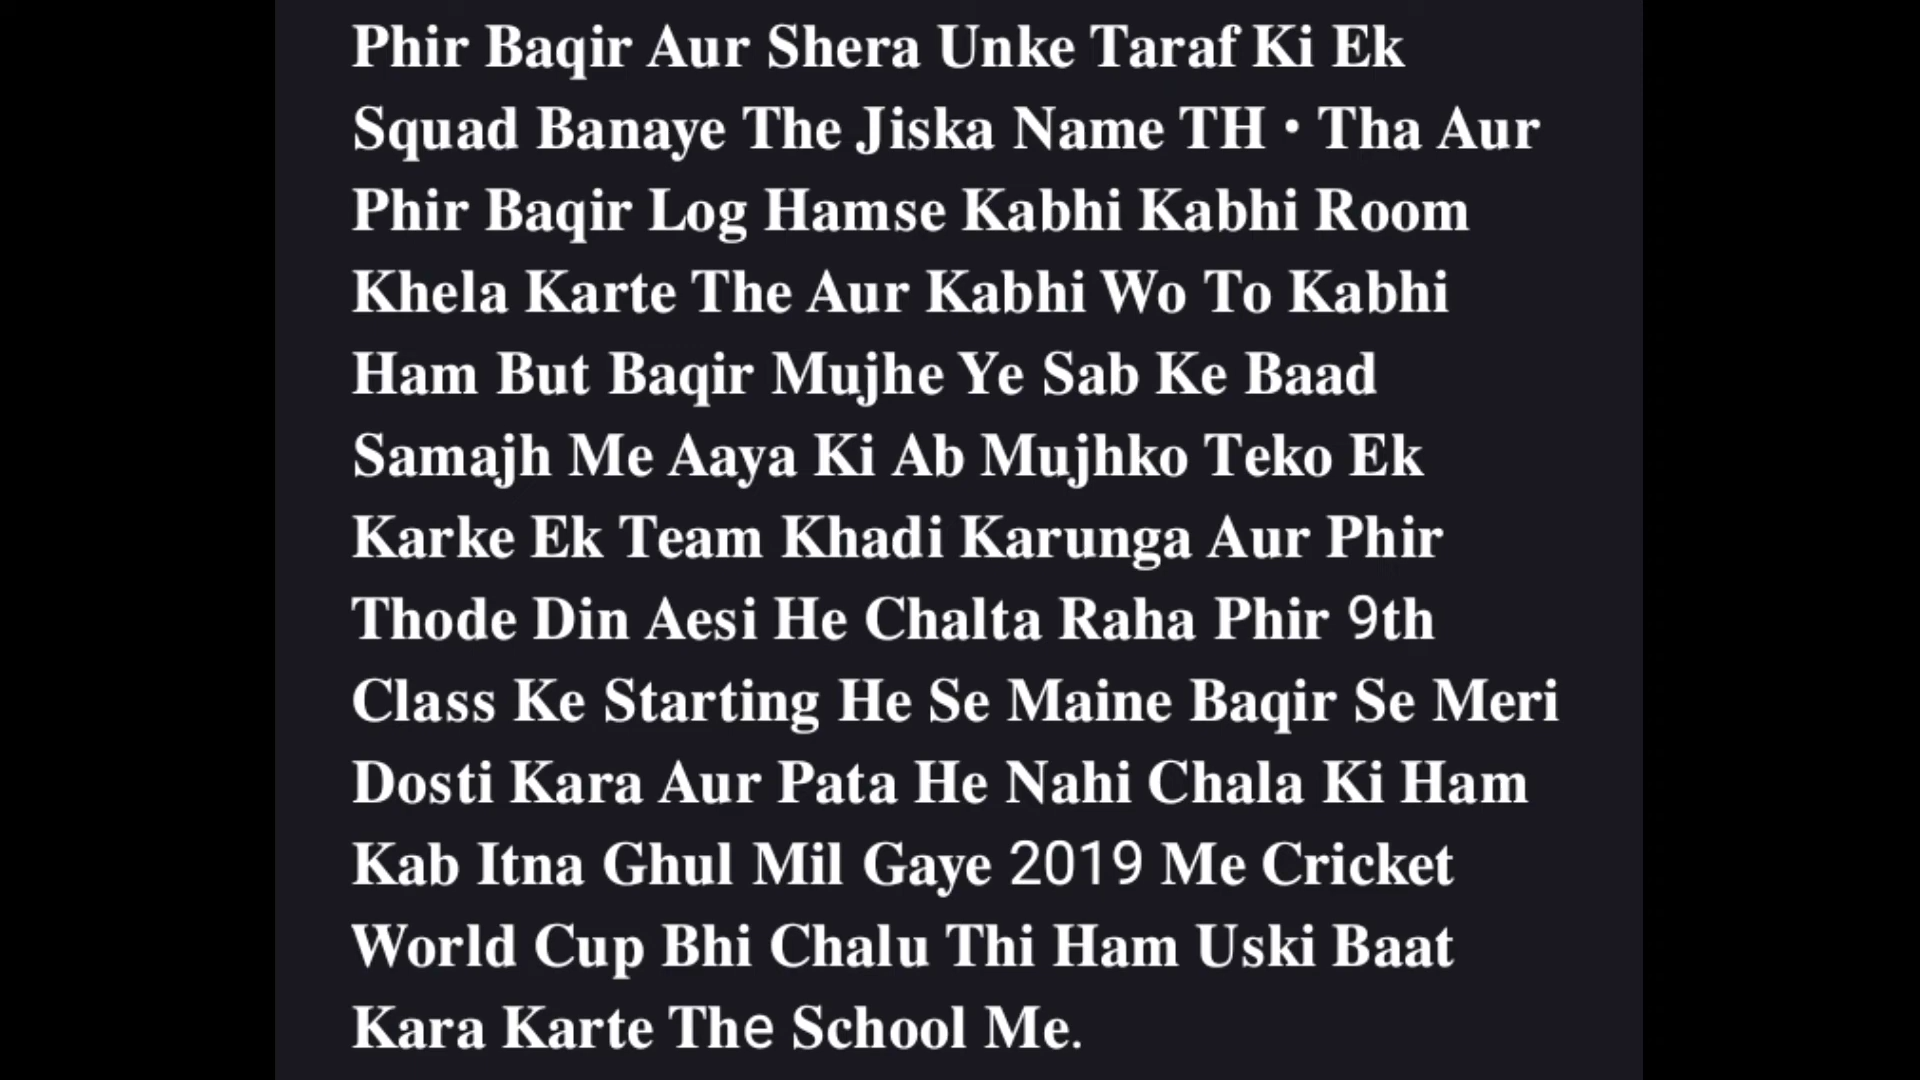 Phir Baqir Aur Shera Unke Taraf Ki Ek
Squad Banaye The Jiska Name TH • Tha Aur
Phir Baqir Log Hamse Kabhi Kabhi Room
Khela Karte The Aur Kabhi Wo To Kabhi
Ham But Baqir Mujhe Ye Sab Ke Baad
Samajh Me Aaya Ki Ab Mujhko Teko Ek
Karke Ek Team Khadi Karunga Aur Phir
Thode Din Aesi He Chalta Raha Phir 9th
Class Ke Starting He Se Maine Baqir Se Meri
Dosti Kara Aur Pata He Nahi Chala Ki Ham
Kab Itna Ghul Mil Gaye 2019 Me Cricket
World Cup Bhi Chalu Thi Ham Uski Baat
Kara Karte The School Me.